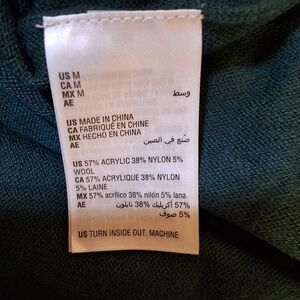 US M
CA M
MX M
AE وسط
US MADE IN CHINA
CA FABRIQUÉ EN CHINE
MX HECHO EN CHINA
AE صنع في الصين
US 57% ACRYLIC 38% NYLON 5%
WOOL
CA 57% ACRYLIQUE 38% NYLON
5% LAINE
MX 57% acrílico 38% nilón 5% lana
AE 57% أكريليك 38% نايلون
5% صوف
US TURN INSIDE OUT. MACHINE